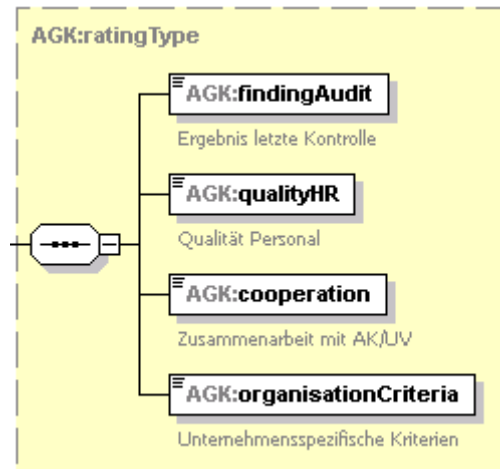 AGK:ratingType
AGK:findingAudit
Ergebnis letzte Kontrolle
AGK:qualityHR
Qualität Personal
AGK:cooperation
Zusammenarbeit mit AK/UV
AGK:organisationCriteria
Unternehmensspezifische Kriterien